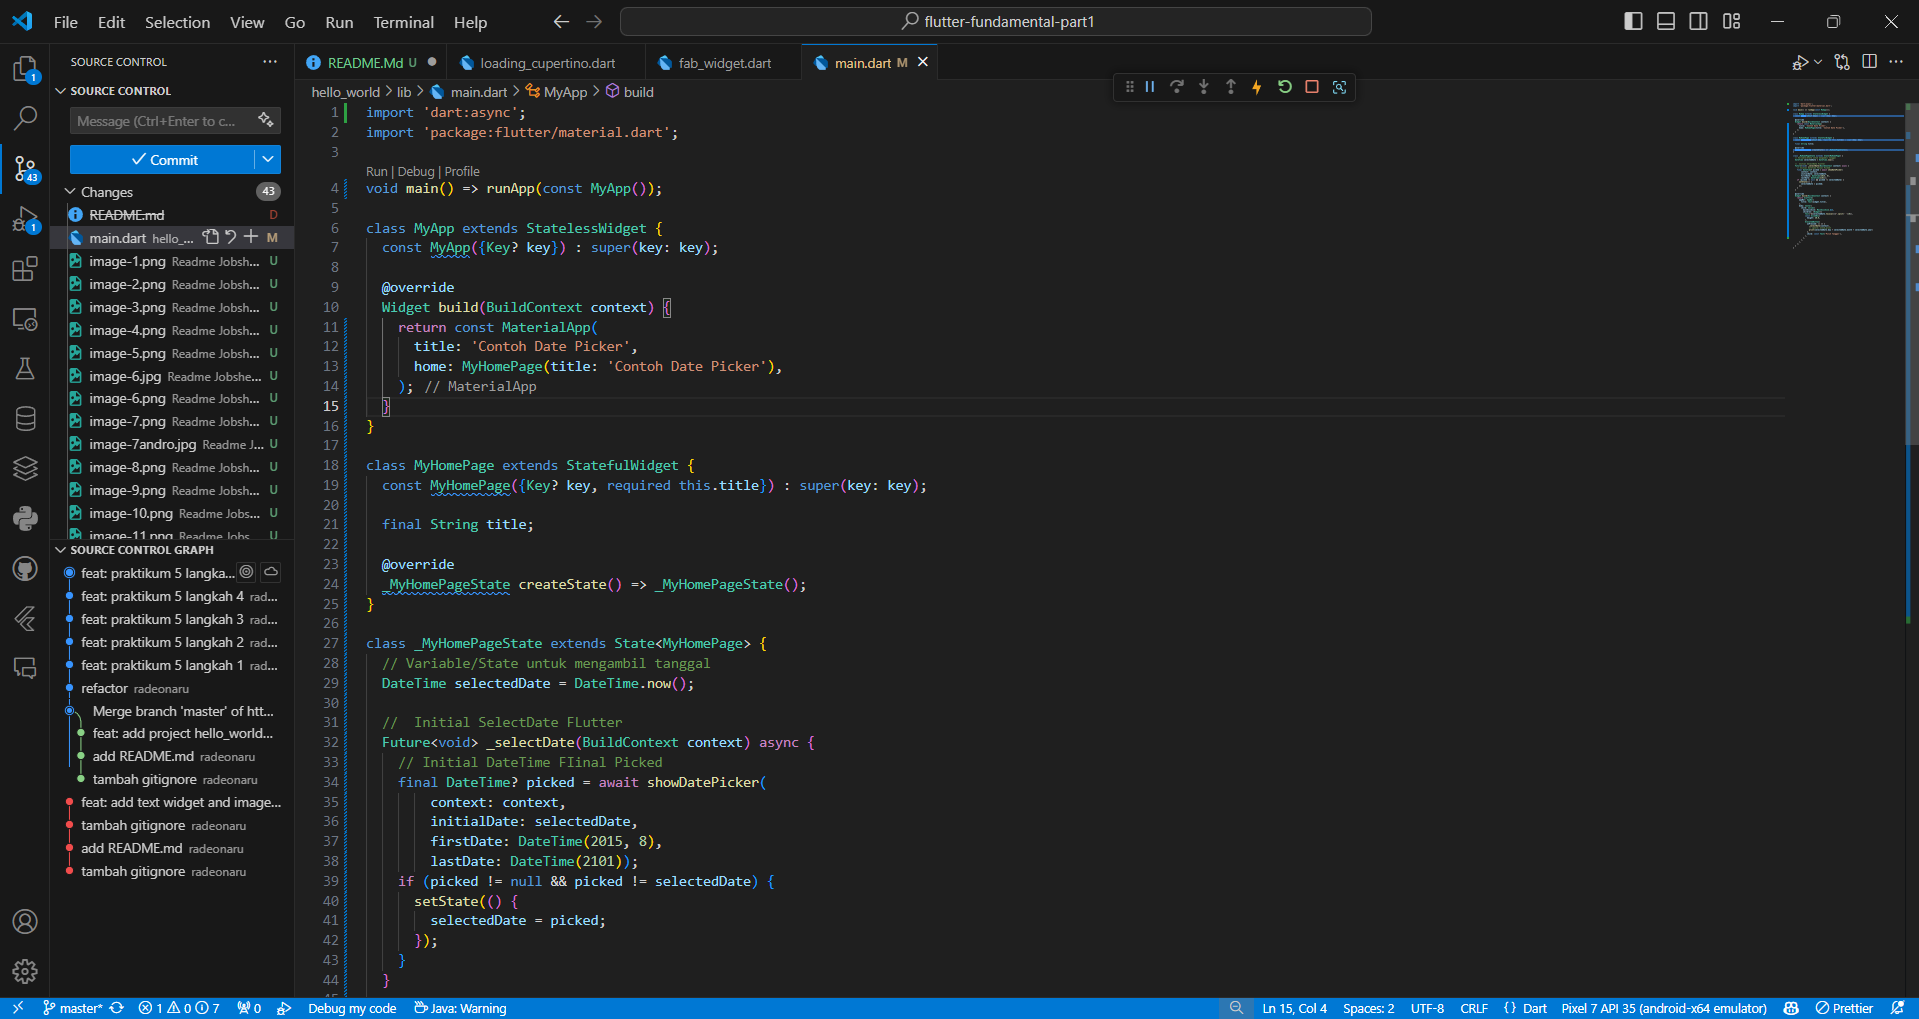 File Edit Selection View Go Run Terminal Help
flutter-fundamental-part1
SOURCE CONTROL
README.Md U
loading_cupertino.dart
fab_widget.dart
main.dart M
hello_world > lib > main.dart > MyApp > build
SOURCE CONTROL
Message (Ctrl+Enter to c...
Commit
Changes 43
README.md D
main.dart hello_... M
image-1.png Readme Jobsh... U
image-2.png Readme Jobsh... U
image-3.png Readme Jobsh... U
image-4.png Readme Jobsh... U
image-5.png Readme Jobsh... U
image-6.jpg Readme Jobshe... U
image-6.png Readme Jobsh... U
image-7.png Readme Jobsh... U
image-7andro.jpg Readme J... U
image-8.png Readme Jobsh... U
image-9.png Readme Jobsh... U
image-10.png Readme Jobs... U
image-11.png Readme Jobs... U
SOURCE CONTROL GRAPH
feat: praktikum 5 langka...
feat: praktikum 5 langkah 4 rad...
feat: praktikum 5 langkah 3 rad...
feat: praktikum 5 langkah 2 rad...
feat: praktikum 5 langkah 1 rad...
refactor radeonaru
Merge branch 'master' of htt...
feat: add project hello_world...
add README.md radeonaru
tambah gitignore radeonaru
feat: add text widget and image...
tambah gitignore radeonaru
add README.md radeonaru
tambah gitignore radeonaru
1
43
1
1 import 'dart:async';
2 import 'package:flutter/material.dart';
3
Run | Debug | Profile
4 void main() => runApp(const MyApp());
5
6 class MyApp extends StatelessWidget {
7 const MyApp({Key? key}) : super(key: key);
8
9 @override
10 Widget build(BuildContext context) {
11 return const MaterialApp(
12 title: 'Contoh Date Picker',
13 home: MyHomePage(title: 'Contoh Date Picker'),
14 ); // MaterialApp
15 }
16 }
17
18 class MyHomePage extends StatefulWidget {
19 const MyHomePage({Key? key, required this.title}) : super(key: key);
20
21 final String title;
22
23 @override
24 _MyHomePageState createState() => _MyHomePageState();
25 }
26
27 class _MyHomePageState extends State<MyHomePage> {
28 // Variable/State untuk mengambil tanggal
29 DateTime selectedDate = DateTime.now();
30
31 //  Initial SelectDate FLutter
32 Future<void> _selectDate(BuildContext context) async {
33 // Initial DateTime FIinal Picked
34 final DateTime? picked = await showDatePicker(
35 context: context,
36 initialDate: selectedDate,
37 firstDate: DateTime(2015, 8),
38 lastDate: DateTime(2101));
39 if (picked != null && picked != selectedDate) {
40 setState(() {
41 selectedDate = picked;
42 });
43 }
44 }
master* 1 0 7 0 Debug my code Java: Warning Ln 15, Col 4 Spaces: 2 UTF-8 CRLF {} Dart Pixel 7 API 35 (android-x64 emulator) Prettier